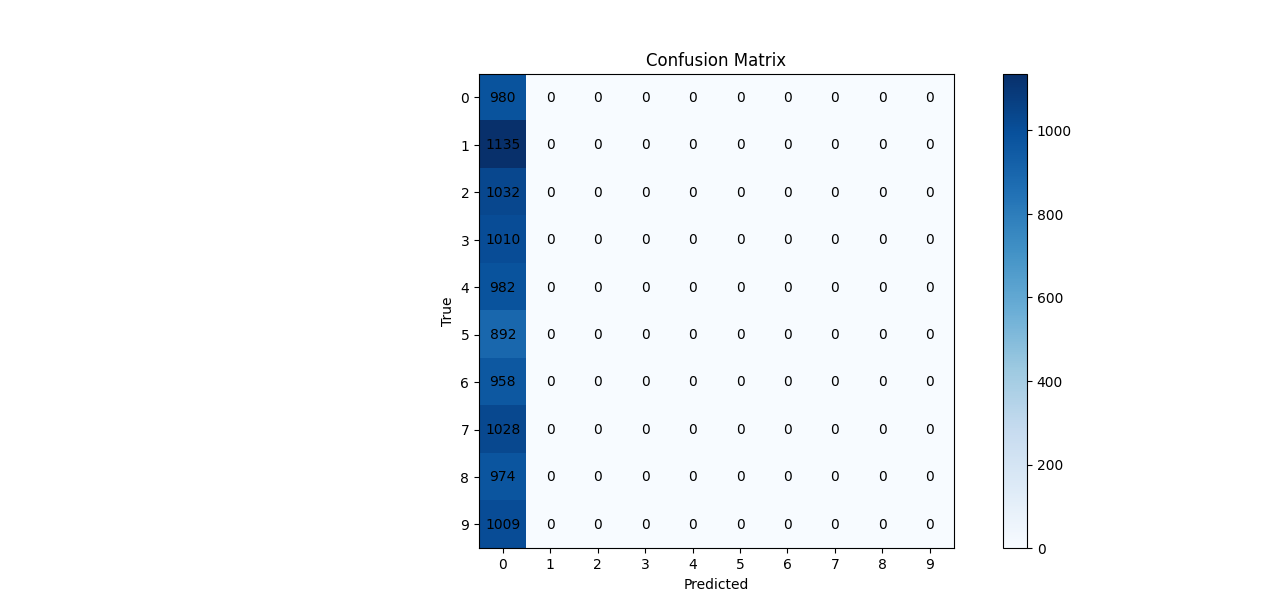 Confusion Matrix
0 980 0 0 0 0 0 0 0 0 0
1 1135 0 0 0 0 0 0 0 0 0
2 1032 0 0 0 0 0 0 0 0 0
3 1010 0 0 0 0 0 0 0 0 0
4 982 0 0 0 0 0 0 0 0 0
5 892 0 0 0 0 0 0 0 0 0
6 958 0 0 0 0 0 0 0 0 0
7 1028 0 0 0 0 0 0 0 0 0
8 974 0 0 0 0 0 0 0 0 0
9 1009 0 0 0 0 0 0 0 0 0
True
0 1 2 3 4 5 6 7 8 9
Predicted
1000
800
600
400
200
0